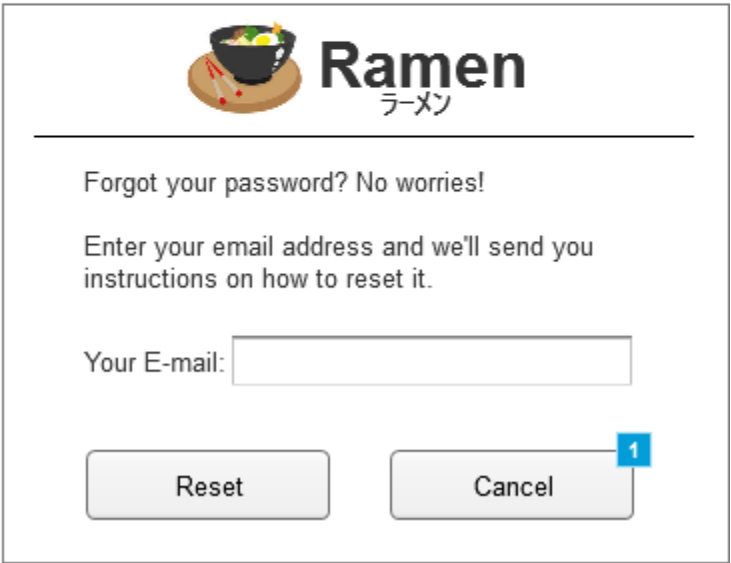 Ramen
ラーメン
Forgot your password? No worries!
Enter your email address and we'll send you
instructions on how to reset it.
Your E-mail:
1
Reset
Cancel